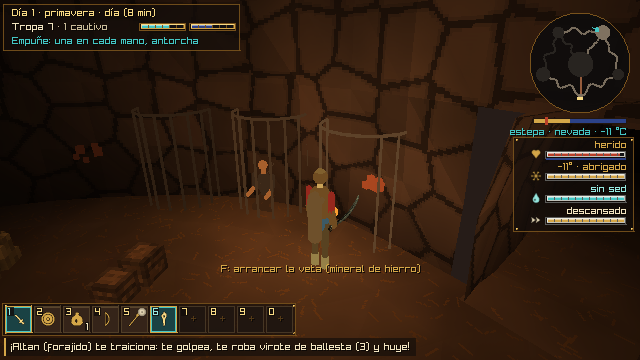 Día 1 · primavera · día (8 min)
Tropa 7 · 1 cautivo
Empuñe: una en cada mano, antorcha
estepa · nevada · -11 °C
herido
-11° · abrigado
sin sed
descansado
F: arrancar la veta (mineral de hierro)
1 2 3 1 4 5 6 7 8 9 0
¡Altan (forajido) te traiciona: te golpea, te roba virote de ballesta (3) y huye!